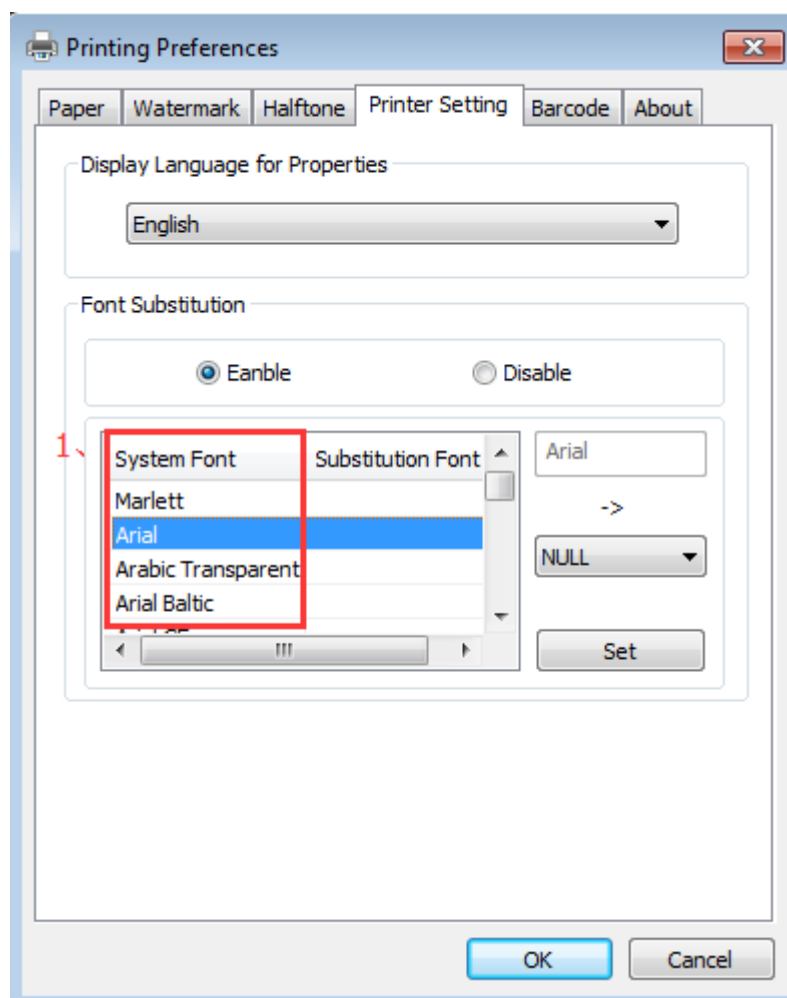 Printing Preferences
Paper Watermark Halftone Printer Setting Barcode About
Display Language for Properties
English
Font Substitution
Eanble Disable
1、
System Font Substitution Font
Arial
Marlett
->
Arial
NULL
Arabic Transparent
Arial Baltic
Set
OK Cancel